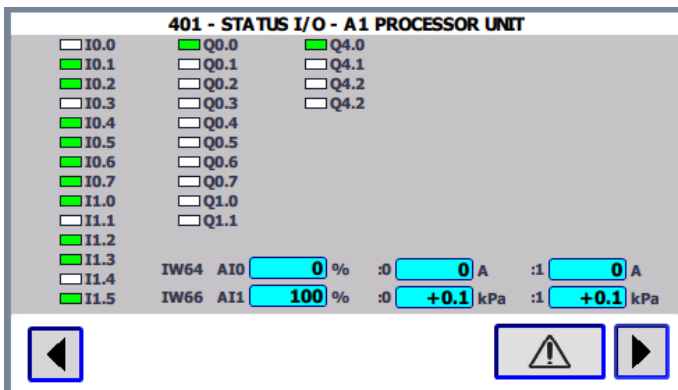 401 - STATUS I/O - A1 PROCESSOR UNIT
I0.0 Q0.0 Q4.0
I0.1 Q0.1 Q4.1
I0.2 Q0.2 Q4.2
I0.3 Q0.3 Q4.2
I0.4 Q0.4
I0.5 Q0.5
I0.6 Q0.6
I0.7 Q0.7
I1.0 Q1.0
I1.1 Q1.1
I1.2
I1.3
I1.4
I1.5
IW64 AI0 0 % :0 0 A :1 0 A
IW66 AI1 100 % :0 +0.1 kPa :1 +0.1 kPa